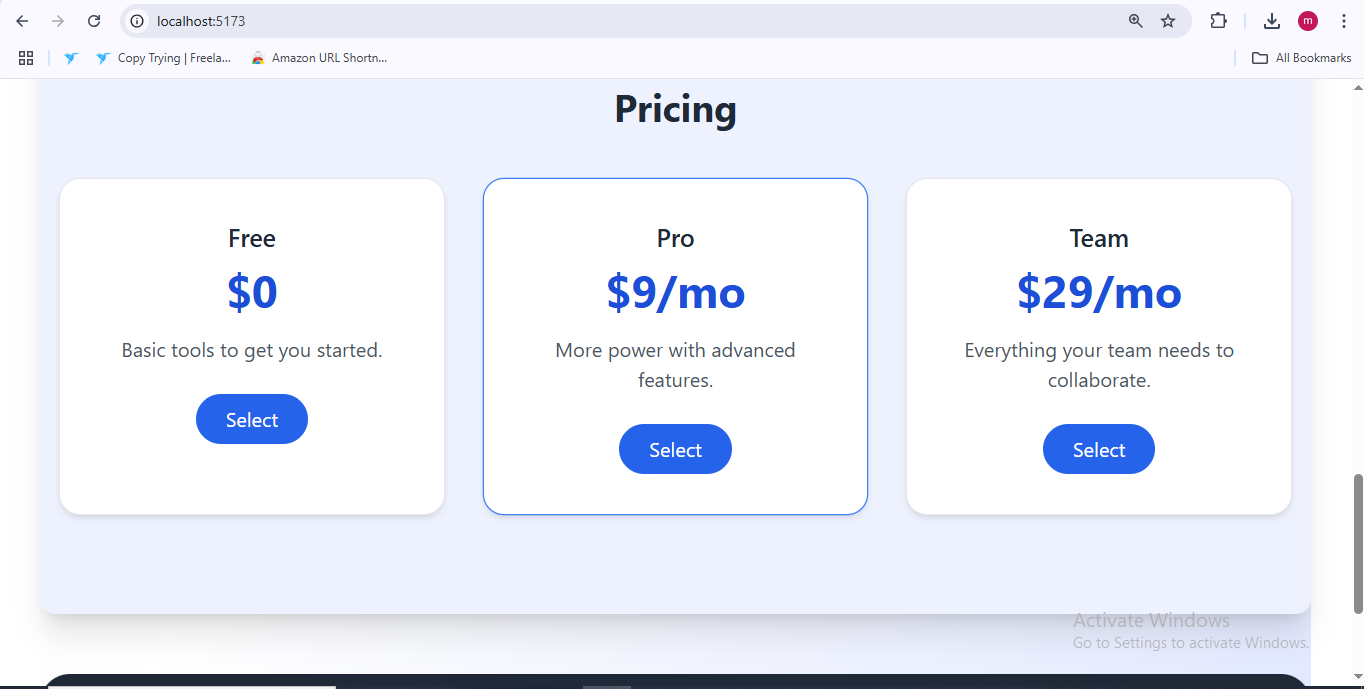 localhost:5173
m
Copy Trying | Freela...
Amazon URL Shortn...
All Bookmarks
Pricing
Free
$0
Basic tools to get you started.
Select
Pro
$9/mo
More power with advanced
features.
Select
Team
$29/mo
Everything your team needs to
collaborate.
Select
Activate Windows
Go to Settings to activate Windows.